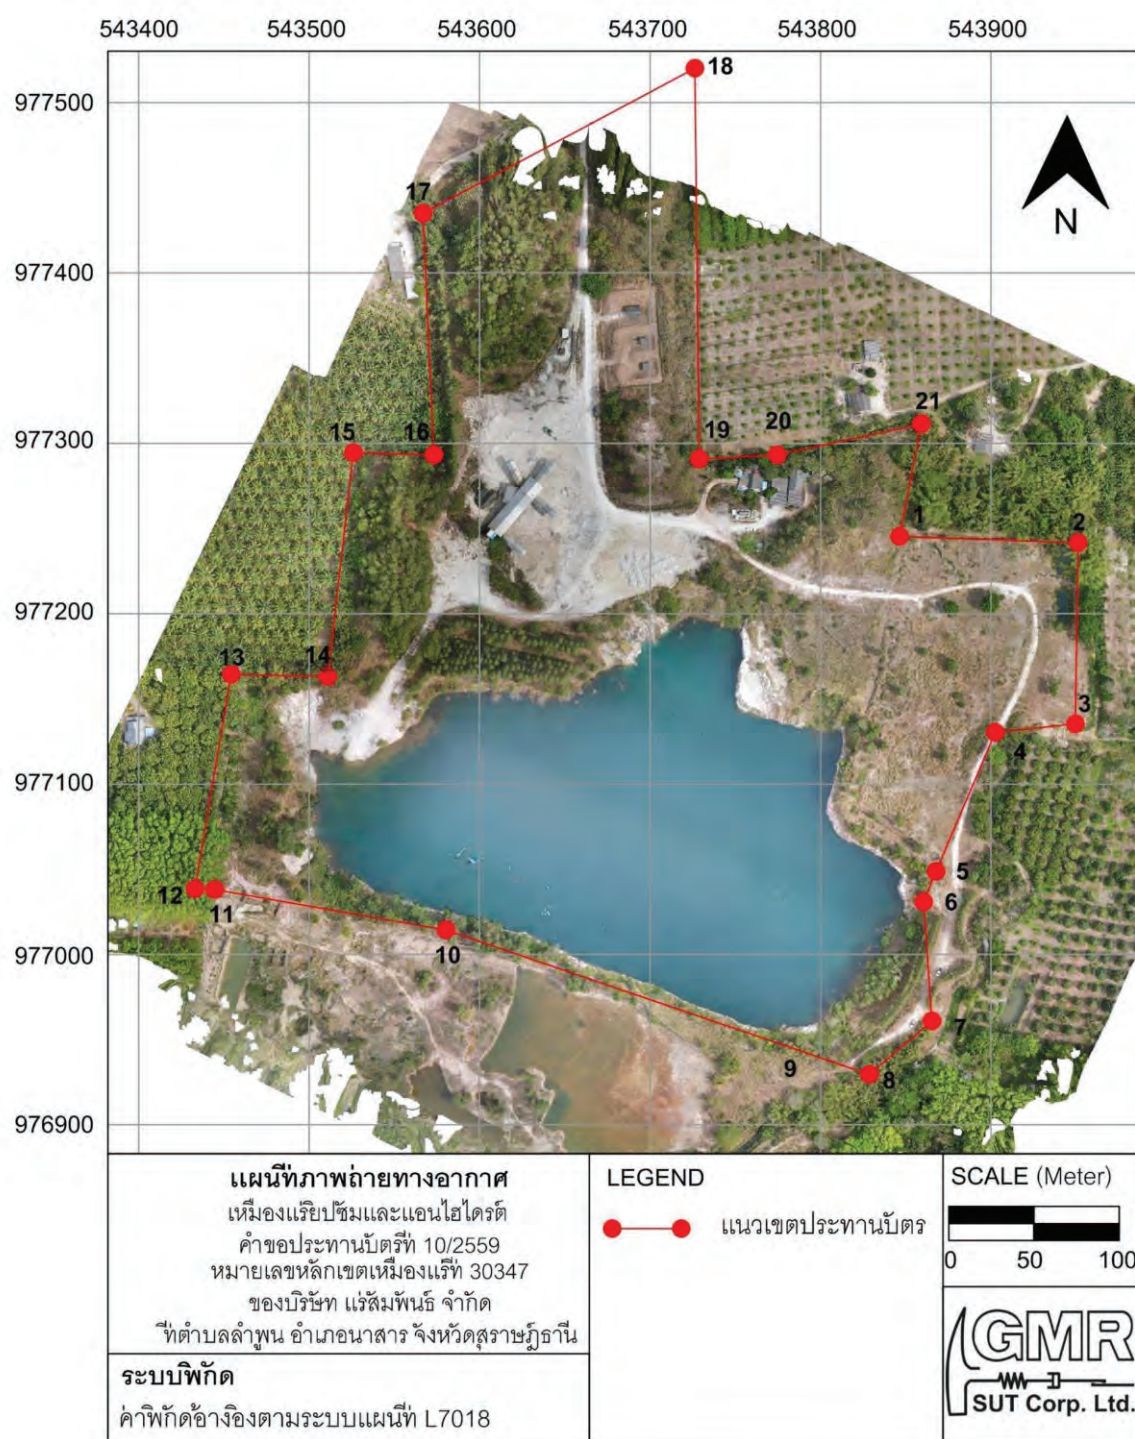 543400 543500 543600 543700 543800 543900
977500
977400
977300
977200
977100
977000
976900
18
17
N
21
20
19
15
16
1
2
13
14
3
4
5
12
6
11
10
7
9
8
แผนที่ภาพถ่ายทางอากาศ
เหมืองแร่ยิปซัมและแอนไฮไดรต์
คำขอประทานบัตรที่ 10/2559
หมายเลขหลักเขตเหมืองแร่ที่ 30347
ของบริษัท แร่สัมพันธ์ จำกัด
ที่ตำบลลำพูน อำเภอนาสาร จังหวัดสุราษฎ์ธานี
ระบบพิกัด
ค่าพิกัดอ้างอิงตามระบบแผนที่ L7018
LEGEND
แนวเขตประทานบัตร
SCALE (Meter)
0 50 100
GMR
SUT Corp. Ltd.